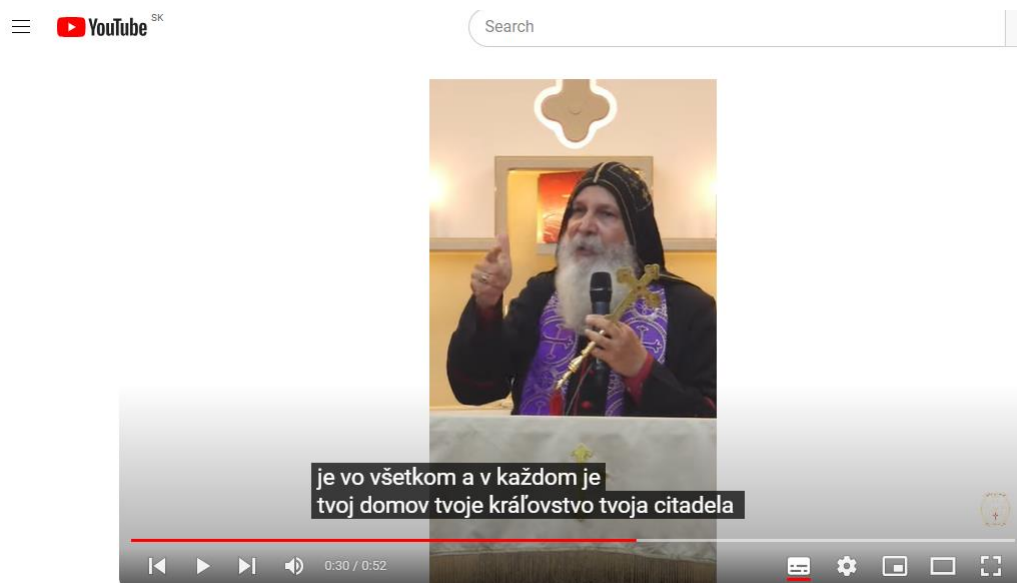 YouTube SK
Search
je vo všetkom a v každom je
tvoj domov tvoje kráľovstvo tvoja citadela
0:30 / 0:52